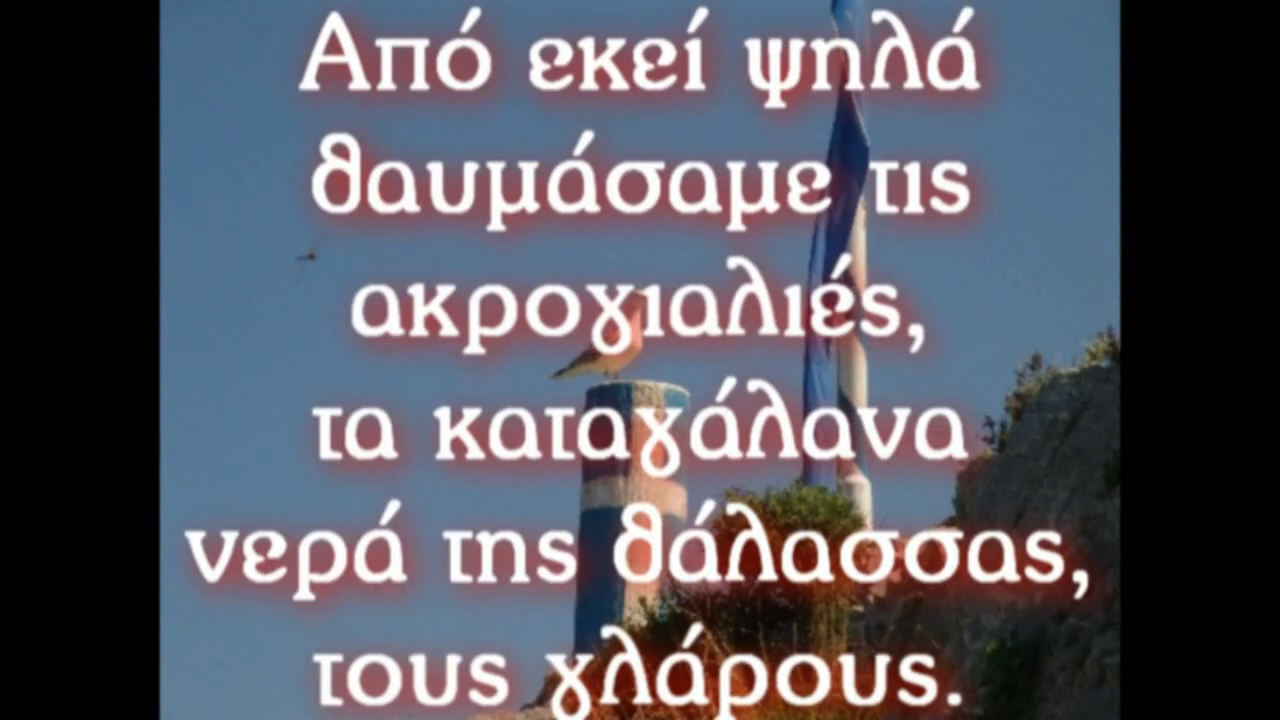 Από εκεί ψηλά
θαυμάσαμε τις
ακρογιαλιές,
τα καταγάλανα
νερά της θάλασσας,
τους γλάρους.